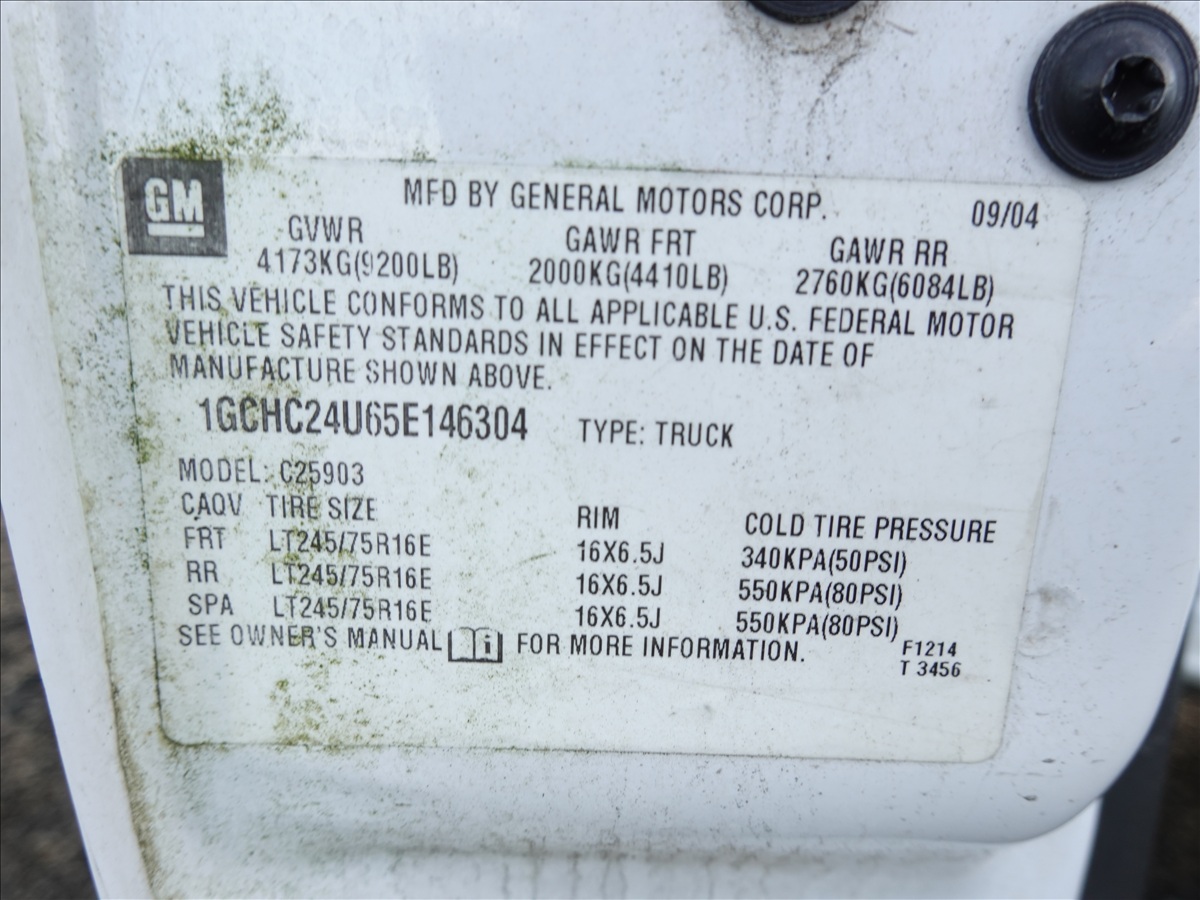 GM
MFD BY GENERAL MOTORS CORP. 09/04
GVWR GAWR FRT GAWR RR
4173KG(9200LB) 2000KG(4410LB) 2760KG(6084LB)
THIS VEHICLE CONFORMS TO ALL APPLICABLE U.S. FEDERAL MOTOR
VEHICLE SAFETY STANDARDS IN EFFECT ON THE DATE OF
MANUFACTURE SHOWN ABOVE.
1GCHC24U65E146304 TYPE: TRUCK
MODEL: C25903
CAQV TIRE SIZE RIM COLD TIRE PRESSURE
FRT LT245/75R16E 16X6.5J 340KPA(50PSI)
RR LT245/75R16E 16X6.5J 550KPA(80PSI)
SPA LT245/75R16E 16X6.5J 550KPA(80PSI)
SEE OWNER'S MANUAL i FOR MORE INFORMATION. F1214
T 3456